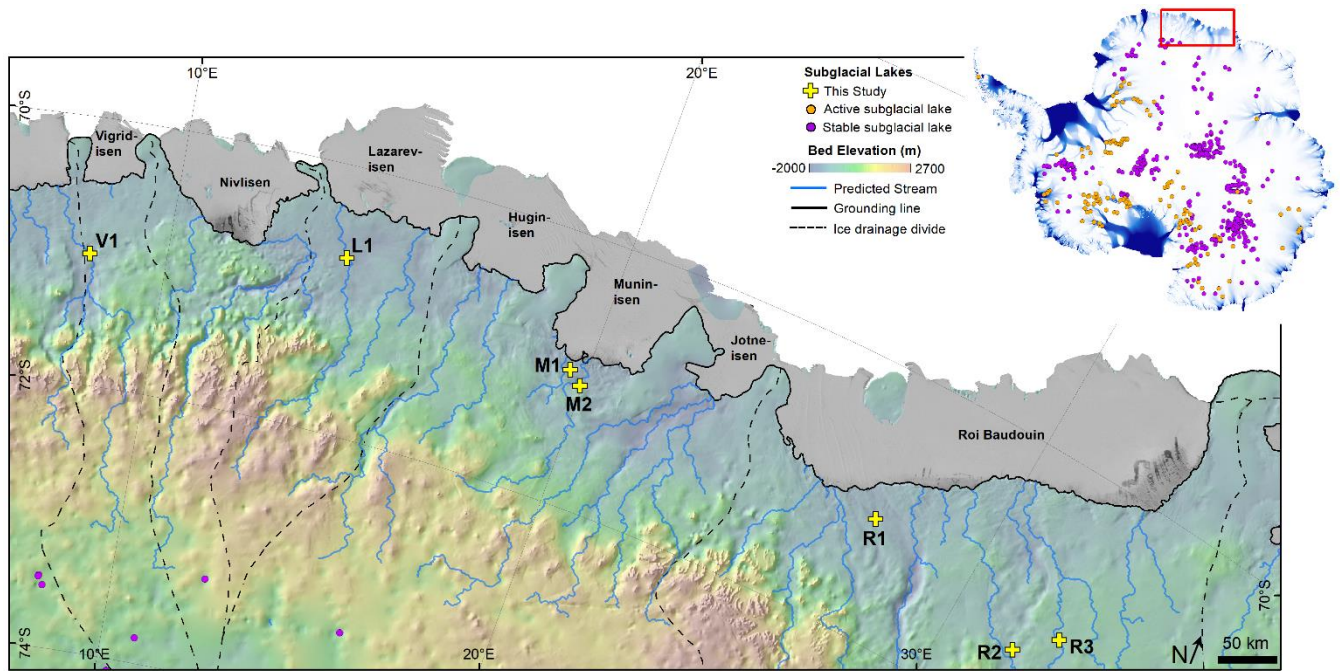 10°E
20°E
70°S
Vigrid-
isen
Nivlisen
Lazarev-
isen
Hugin-
isen
Munin-
isen
Jotne-
isen
Roi Baudouin
Subglacial Lakes
This Study
Active subglacial lake
Stable subglacial lake
Bed Elevation (m)
-2000
2700
Predicted Stream
Grounding line
Ice drainage divide
V1
L1
M1
M2
R1
R2
R3
72°S
74°S
10°E
20°E
30°E
70°S
N
50 km